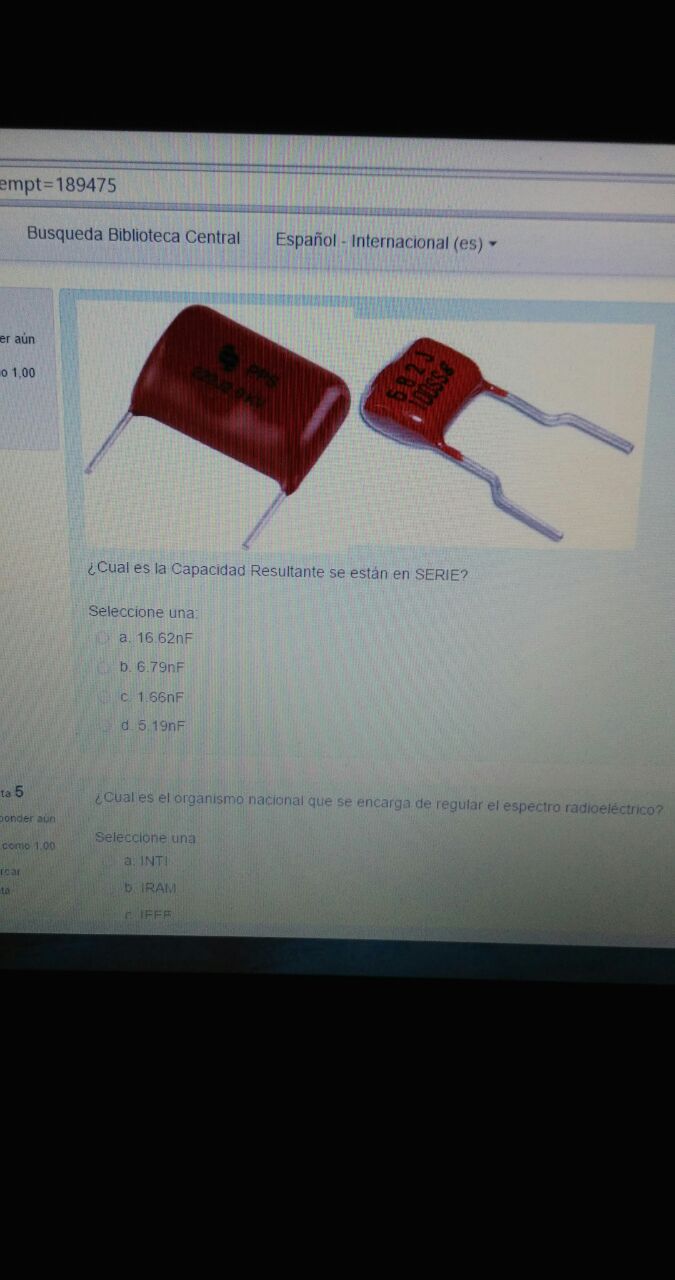 empt=189475
Busqueda Biblioteca Central Español - Internacional (es)
er aún
o 1,00
PPS
682J
100SS8
¿Cual es la Capacidad Resultante se están en SERIE?
Seleccione una:
a. 16.62nF
b. 6.79nF
c. 1.66nF
d. 5.19nF
ta 5
ponder aún
como 1,00
rcar
ta
¿Cual es el organismo nacional que se encarga de regular el espectro radioeléctrico?
Seleccione una
a. INTI
b. IRAM
c. IEEE